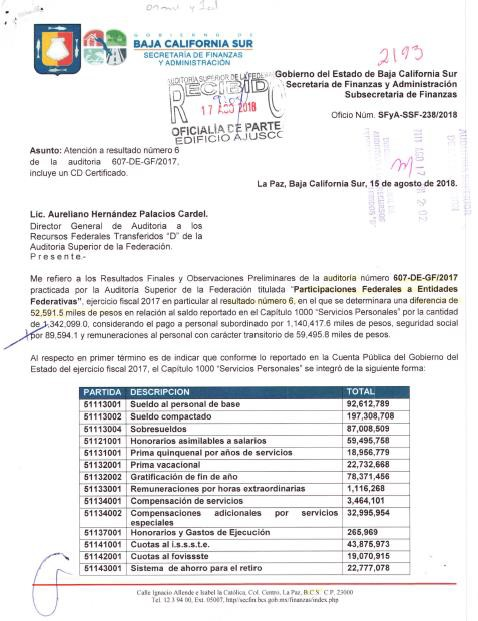 GOBIERNO DE
BAJA CALIFORNIA SUR
SECRETARÍA DE FINANZAS
Y ADMINISTRACIÓN
2193
AUDITORIA SUPERIOR DE LA FEDERACION
RECIBIDO
17 AGO 2018
OFICIALIA DE PARTE
EDIFICIO AJUSCO
Gobierno del Estado de Baja California Sur
Secretaria de Finanzas y Administración
Subsecretaria de Finanzas
Oficio Núm. SFyA-SSF-238/2018
Asunto: Atención a resultado número 6
de la auditoria 607-DE-GF/2017,
incluye un CD Certificado.
La Paz, Baja California Sur, 15 de agosto de 2018.
Lic. Aureliano Hernández Palacios Cardel.
Director General de Auditoria a los
Recursos Federales Transferidos "D" de la
Auditoria Superior de la Federación.
P r e s e n t e.-
Me refiero a los Resultados Finales y Observaciones Preliminares de la auditoría número 607-DE-GF/2017
practicada por la Auditoria Superior de la Federación titulada "Participaciones Federales a Entidades
Federativas", ejercicio fiscal 2017 en particular al resultado número 6, en el que se determinara una diferencia de
52,591.5 miles de pesos en relación al saldo reportado en el Capítulo 1000 "Servicios Personales" por la cantidad
de 1,342,099.0, considerando el pago a personal subordinado por 1,140,417.6 miles de pesos, seguridad social
por 89,594.1 y remuneraciones al personal con carácter transitorio de 59,495.8 miles de pesos.
Al respecto en primer término es de indicar que conforme lo reportado en la Cuenta Pública del Gobierno del
Estado del ejercicio fiscal 2017, el Capítulo 1000 "Servicios Personales" se integró de la siguiente forma:
PARTIDA DESCRIPCION TOTAL
51113001 Sueldo al personal de base 92,612,789
51113002 Sueldo compactado 197,308,708
51113004 Sobresueldos 87,008,509
51121001 Honorarios asimilables a salarios 59,495,758
51131001 Prima quinquenal por años de servicios 18,956,779
51132001 Prima vacacional 22,732,668
51132002 Gratificación de fin de año 78,371,456
51133001 Remuneraciones por horas extraordinarias 1,116,268
51134001 Compensación de servicios 3,464,101
51134002 Compensaciones adicionales por servicios especiales 32,995,954
51137001 Honorarios y Gastos de Ejecución 265,969
51141001 Cuotas al i.s.s.s.t.e. 43,875,973
51142001 Cuotas al fovissste 19,070,915
51143001 Sistema de ahorro para el retiro 22,777,078
Calle Ignacio Allende e Isabel la Católica, Col. Centro, La Paz, B.C.S. C.P. 23000
Tel. 12 3 94 00, Ext. 05007, http://secfin.bcs.gob.mx/finanzas/index.php